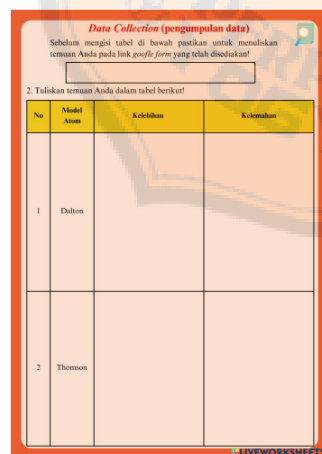 Data Collection (pengumpulan data)
Sebelum mengisi tabel di bawah pastikan untuk menuliskan
temuan Anda pada link goofle form yang telah disediakan!
2. Tuliskan temuan Anda dalam tabel berikut!
No Model Atom Kelebihan Kelemahan
1 Dalton
2 Thomson
LIVEWORKSHEETS